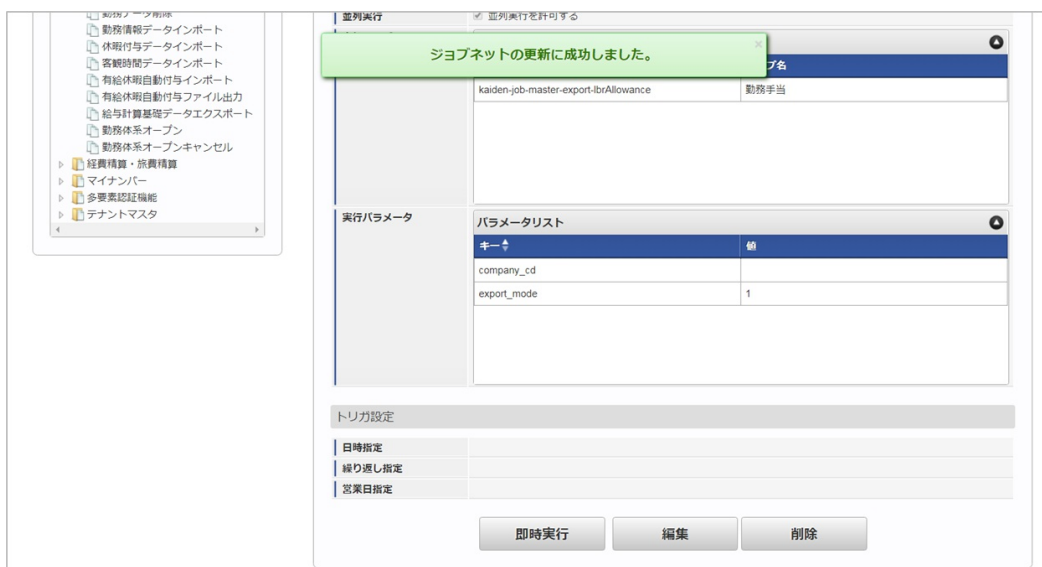 勤務データ削除
勤務情報データインポート
休暇付与データインポート
客観時間データインポート
有給休暇自動付与インポート
有給休暇自動付与ファイル出力
給与計算基礎データエクスポート
勤務体系オープン
勤務体系オープンキャンセル
経費精算・旅費精算
マイナンバー
多要素認証機能
テナントマスタ
並列実行 並列実行を許可する
ジョブネットの更新に成功しました。
ブ名
kaiden-job-master-export-lbrAllowance 勤務手当
実行パラメータ パラメータリスト
キー 値
company_cd
export_mode 1
トリガ設定
日時指定
繰り返し指定
営業日指定
即時実行 編集 削除